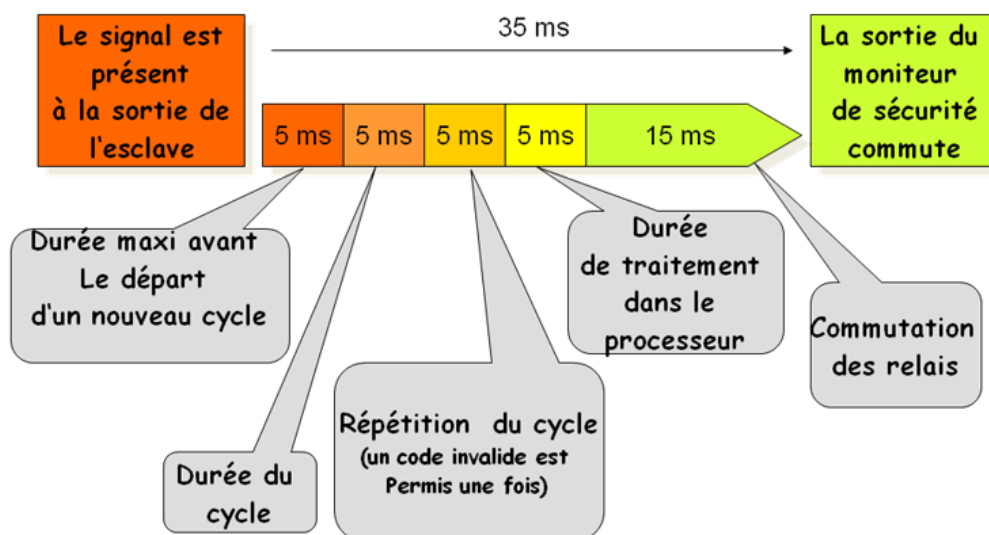 Le signal est
présent
à la sortie de
l'esclave
35 ms
La sortie du
moniteur
de sécurité
commute
5 ms
5 ms
5 ms
5 ms
15 ms
Durée maxi avant
Le départ
d'un nouveau cycle
Durée
de traitement
dans le
processeur
Commutation
des relais
Répétition du cycle
(un code invalide est
Permis une fois)
Durée du
cycle